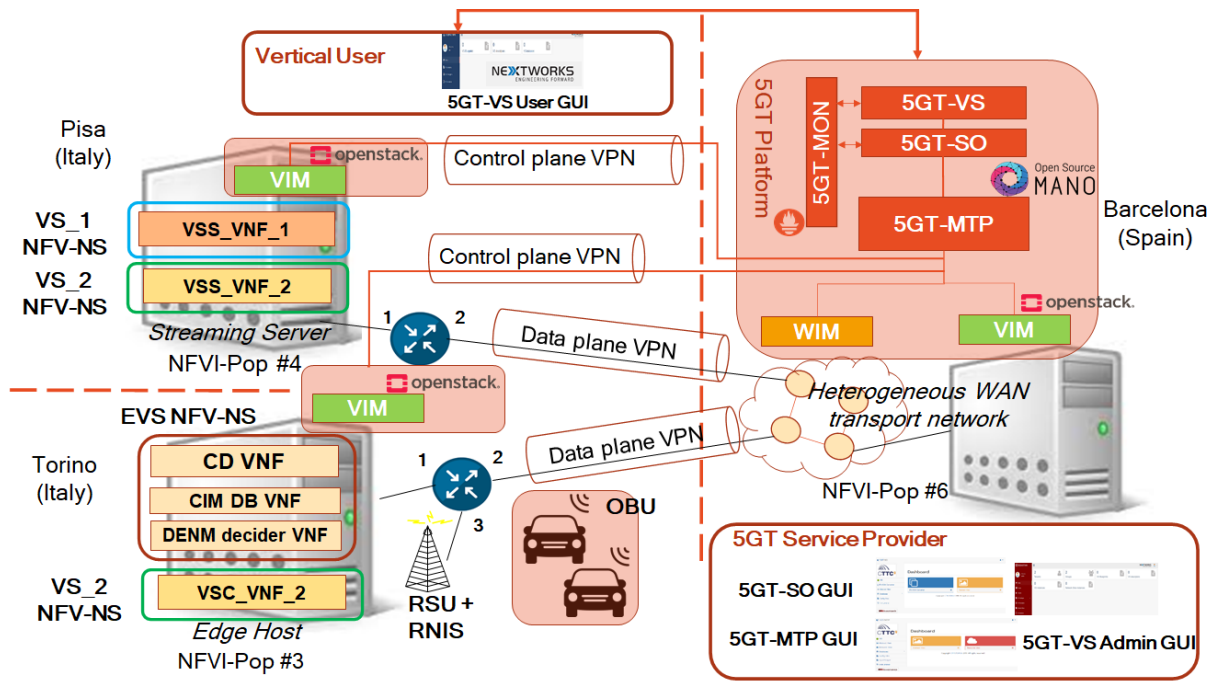 Vertical User
NEXTWORKS
ENGINEERING FORWARD
5GT-VS User GUI
Pisa
(Italy)
openstack.
VIM
Control plane VPN
VS_1
NFV-NS
VSS_VNF_1
VS_2
NFV-NS
VSS_VNF_2
Streaming Server
NFVI-Pop #4
1
2
Control plane VPN
Data plane VPN
5GT Platform
5GT-MON
5GT-VS
5GT-SO
Open Source
MANO
5GT-MTP
Barcelona
(Spain)
openstack.
WIM
VIM
Heterogeneous WAN
transport network
NFVI-Pop #6
openstack.
VIM
EVS NFV-NS
Torino
(Italy)
CD VNF
CIM DB VNF
DENM decider VNF
VS_2
NFV-NS
VSC_VNF_2
Edge Host
NFVI-Pop #3
1
2
3
Data plane VPN
RSU +
RNIS
OBU
5GT Service Provider
5GT-SO GUI
CTTC
Dashboard
5GT-MTP GUI
CTTC
Dashboard
5GT-VS Admin GUI